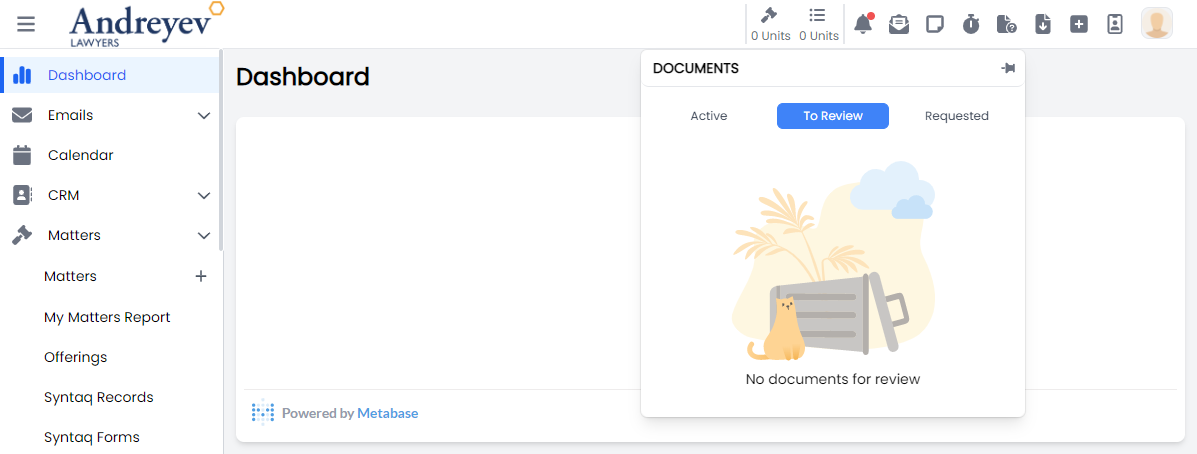 Andreyev
LAWYERS
0 Units 0 Units
Dashboard
Emails
Calendar
CRM
Matters
Matters
My Matters Report
Offerings
Syntaq Records
Syntaq Forms
Dashboard
DOCUMENTS
Active To Review Requested
No documents for review
Powered by Metabase